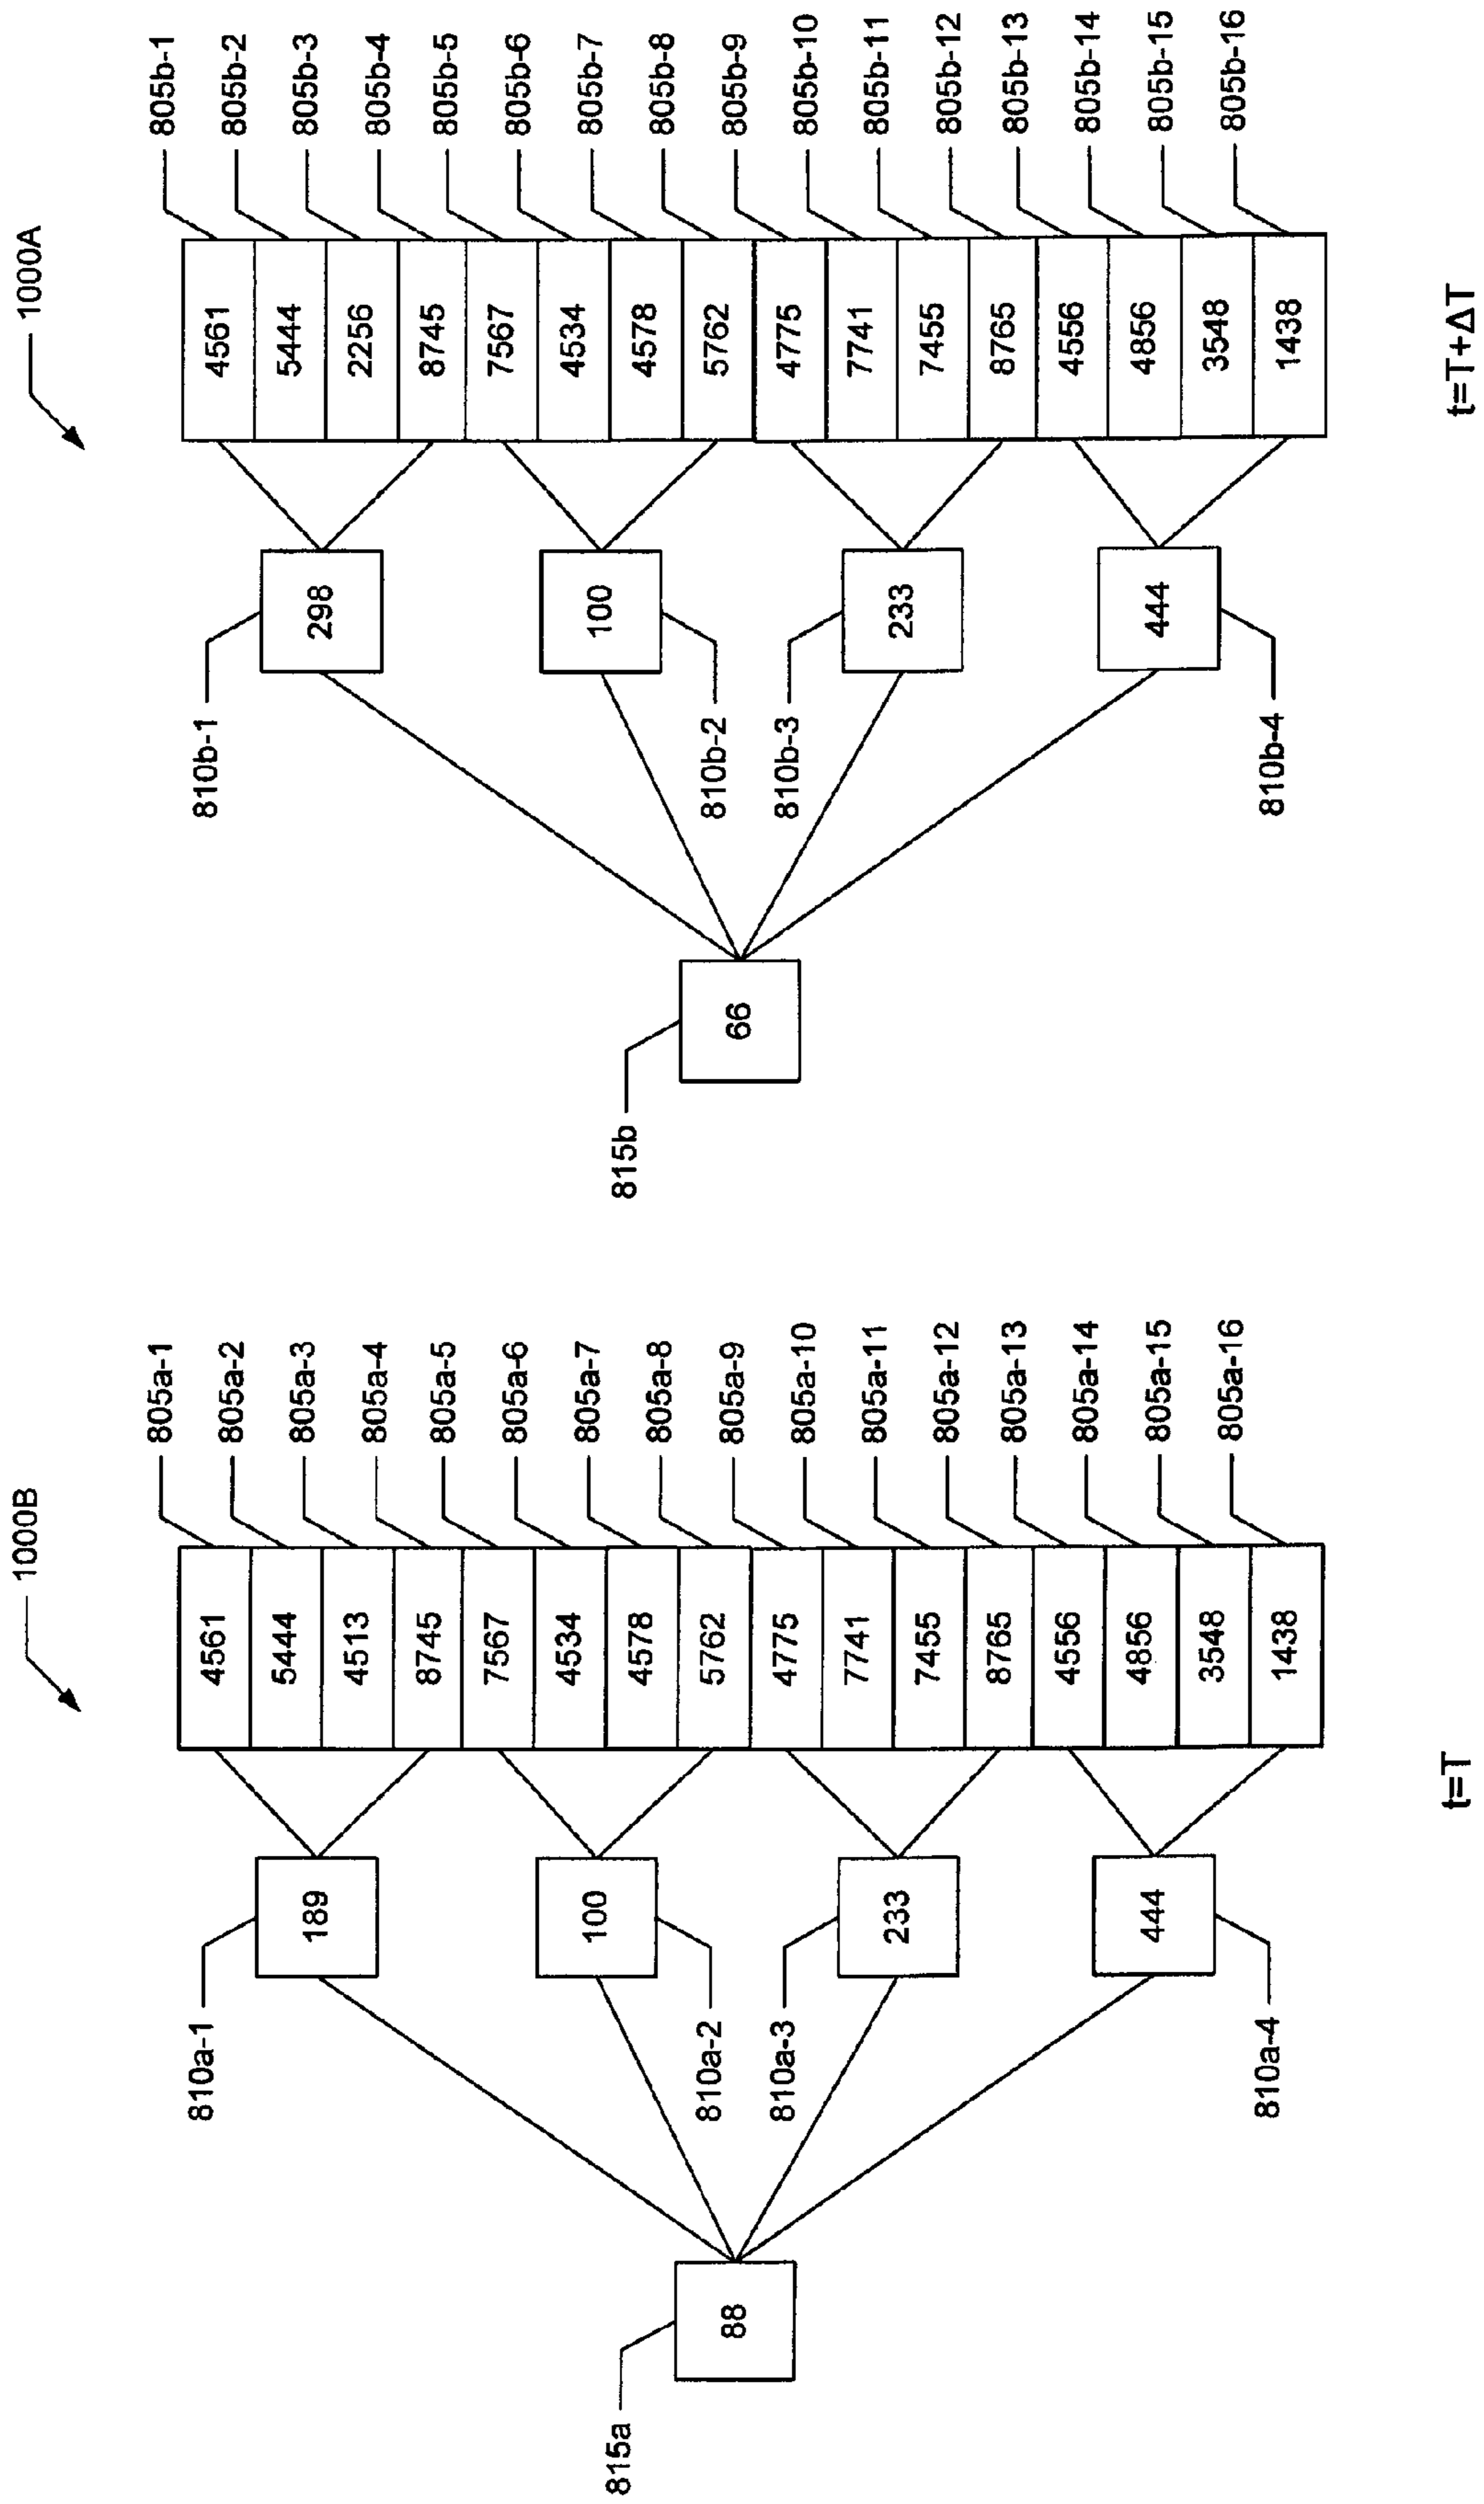 1000B
805a-1
805a-2
805a-3
805a-4
805a-5
805a-6
805a-7
805a-8
805a-9
805a-10
805a-11
805a-12
805a-13
805a-14
805a-15
805a-16
4561
5444
4513
8745
7567
4534
4578
5762
4775
7741
7455
8765
4556
4856
3548
1438
810a-1
189
100
810a-2
810a-3
233
444
810a-4
815a
88
t=T
1000A
805b-1
805b-2
805b-3
805b-4
805b-5
805b-6
805b-7
805b-8
805b-9
805b-10
805b-11
805b-12
805b-13
805b-14
805b-15
805b-16
4561
5444
2256
8745
7567
4534
4578
5762
4775
7741
7455
8765
4556
4856
3548
1438
810b-1
298
100
810b-2
810b-3
233
444
810b-4
815b
66
t=T+ΔT